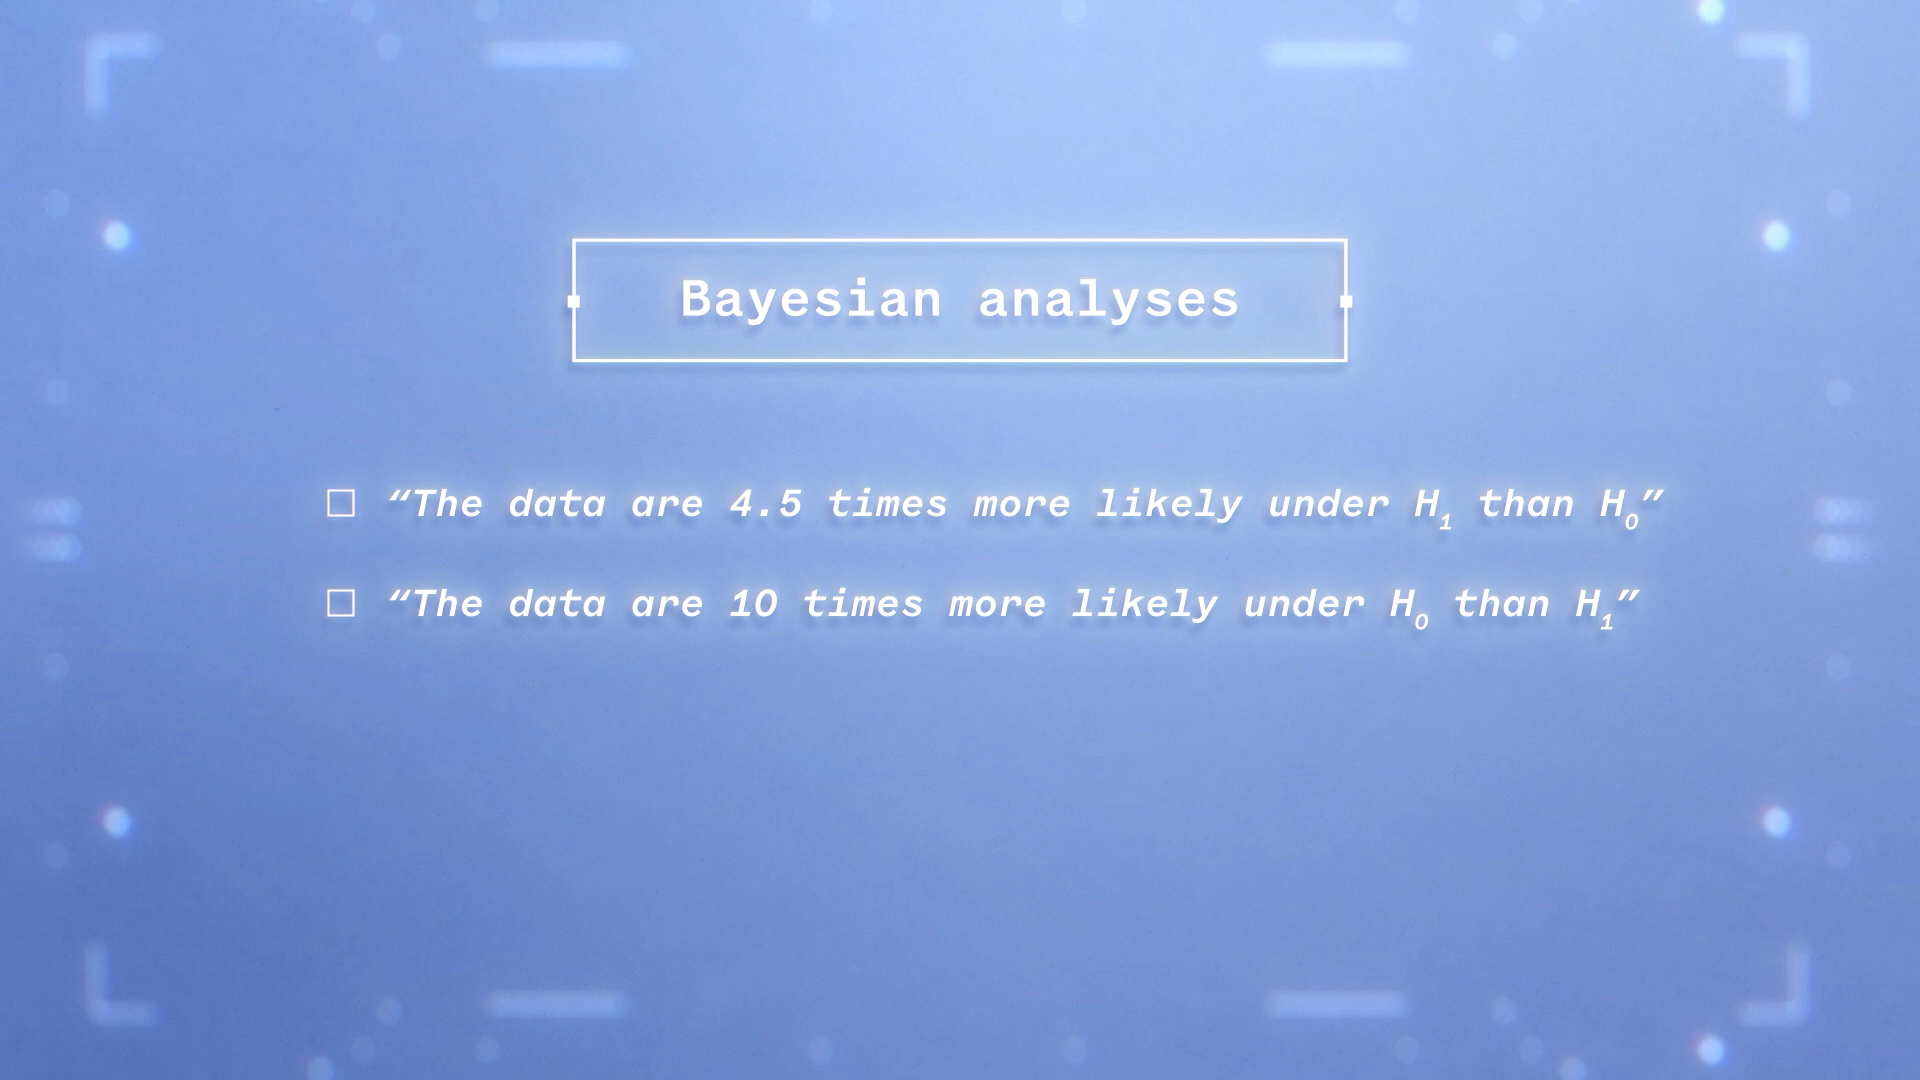 Bayesian analyses
□ “The data are 4.5 times more likely under H₁ than H₀”
□ “The data are 10 times more likely under H₀ than H₁”